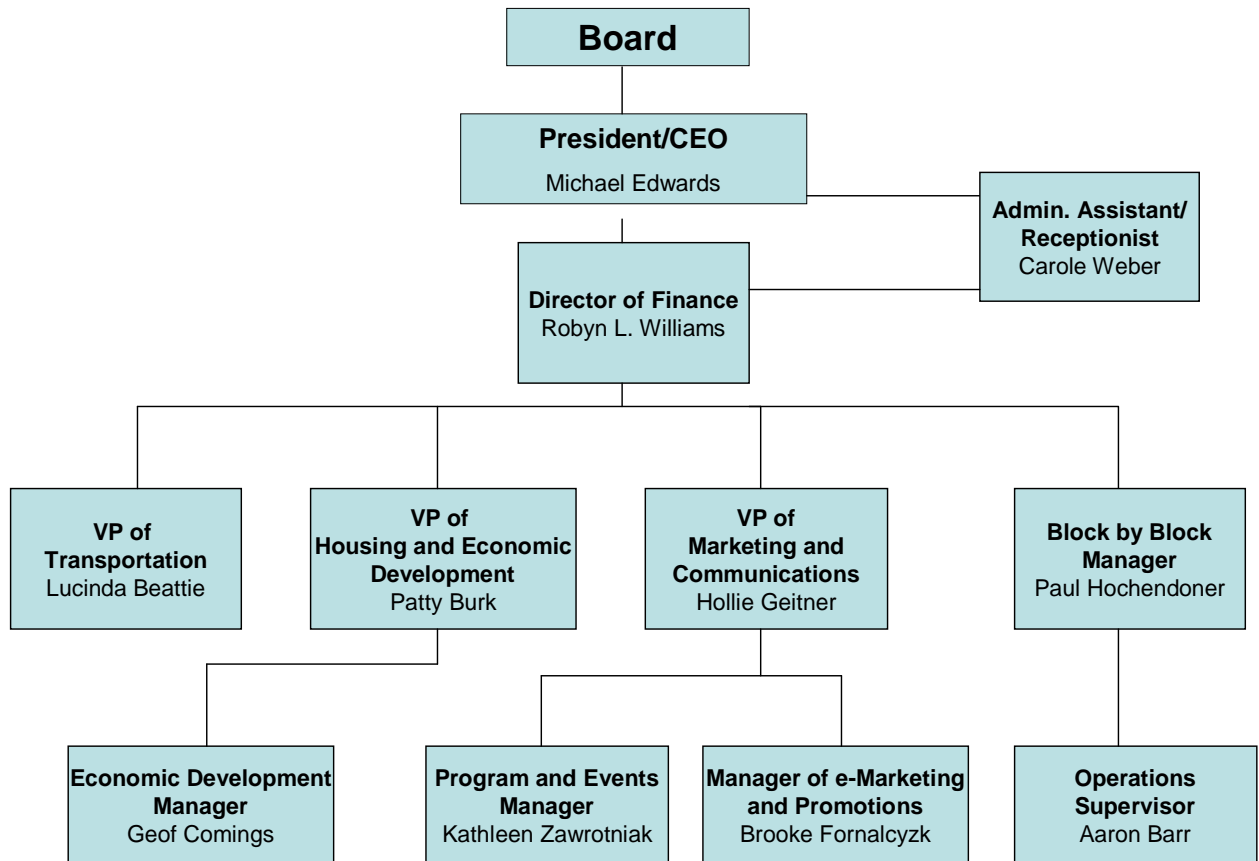 Board
President/CEO
Michael Edwards
Admin. Assistant/
Receptionist
Carole Weber
Director of Finance
Robyn L. Williams
VP of
Transportation
Lucinda Beattie
VP of
Housing and Economic
Development
Patty Burk
VP of
Marketing and
Communications
Hollie Geitner
Block by Block
Manager
Paul Hochendoner
Economic Development
Manager
Geof Comings
Program and Events
Manager
Kathleen Zawrotniak
Manager of e-Marketing
and Promotions
Brooke Fornalcyzk
Operations
Supervisor
Aaron Barr